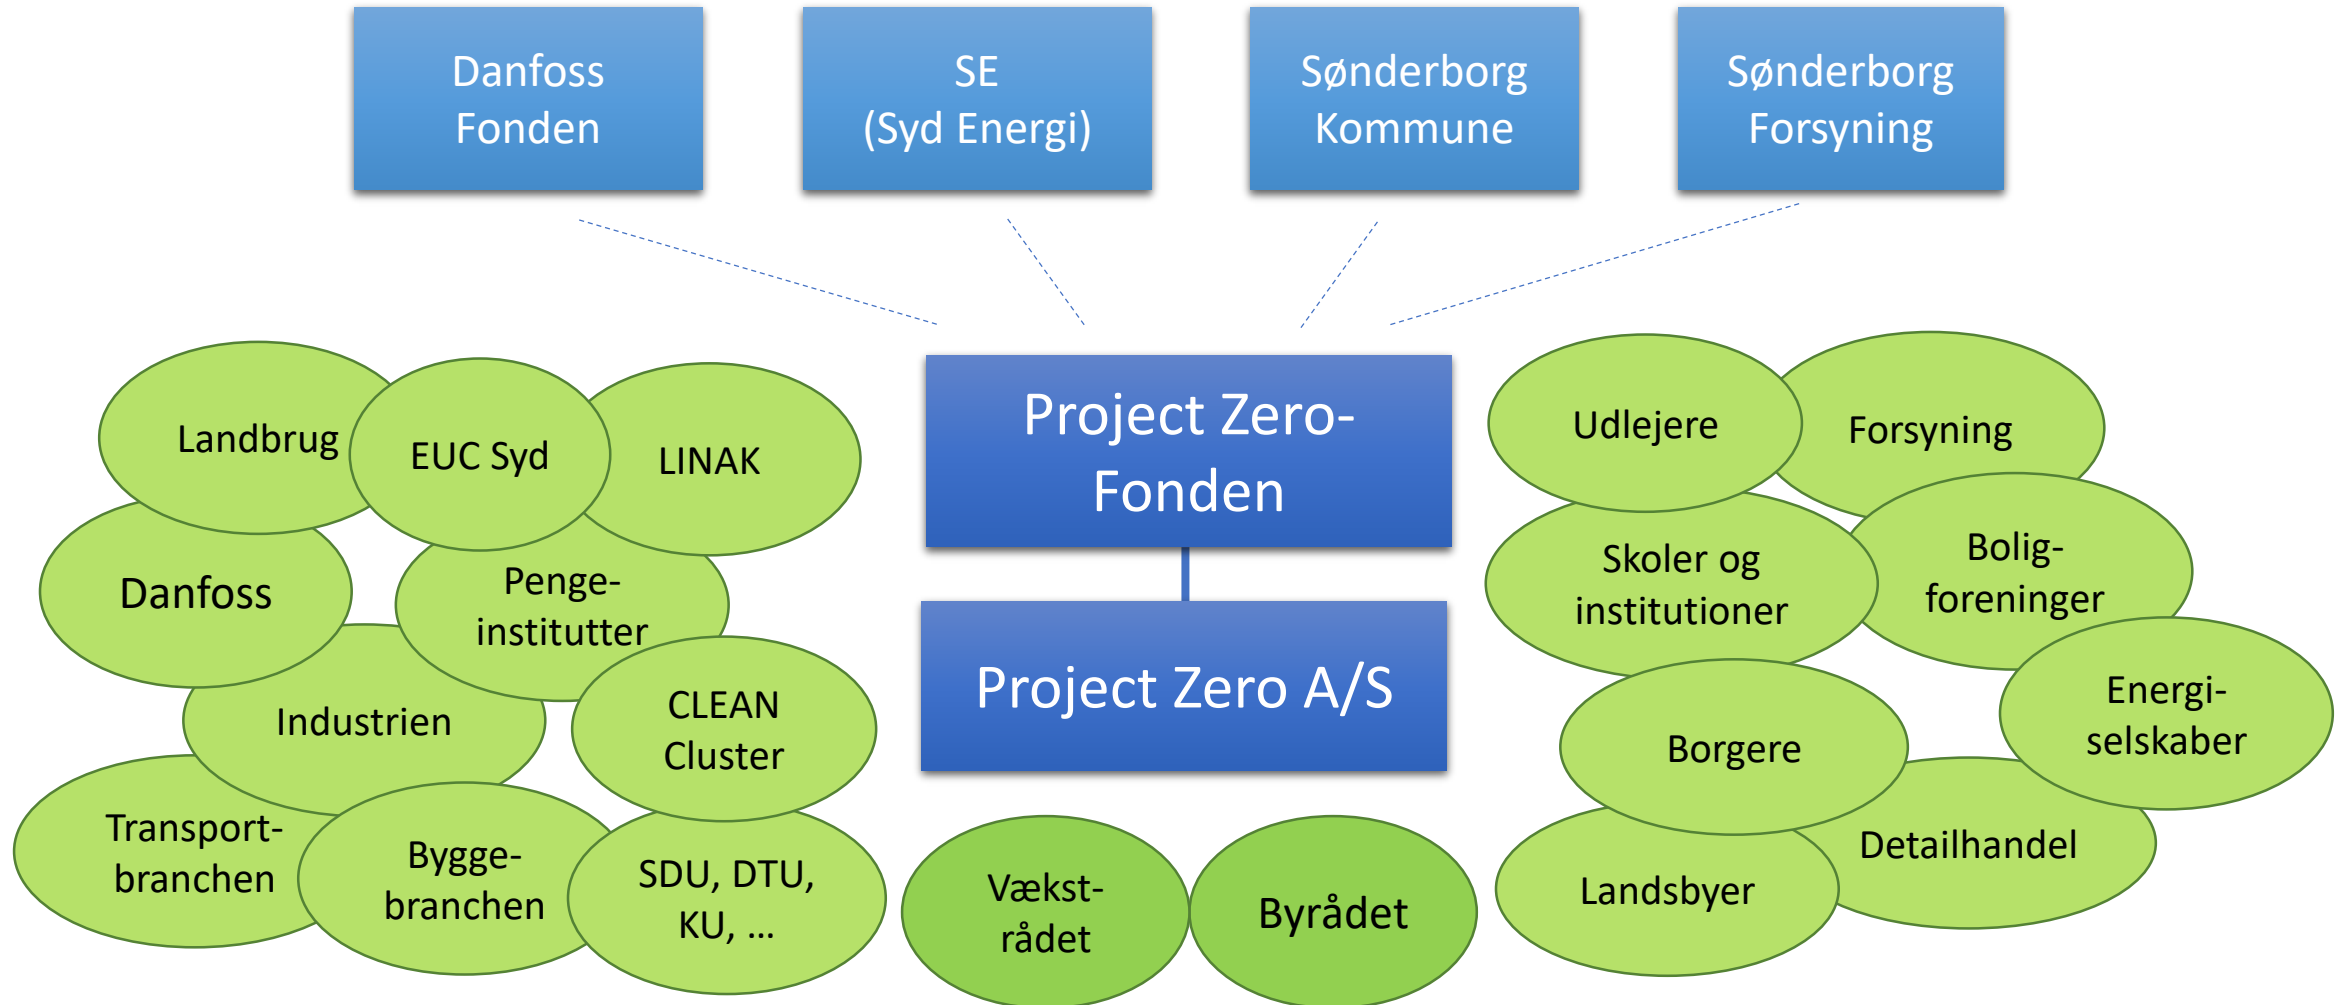 Danfoss
Fonden
SE
(Syd Energi)
Sønderborg
Kommune
Sønderborg
Forsyning
Project Zero-
Fonden
Project Zero A/S
Landbrug
EUC Syd
LINAK
Danfoss
Penge-
institutter
Industrien
CLEAN
Cluster
Transport-
branchen
Bygge-
branchen
SDU, DTU,
KU, ...
Vækst-
rådet
Byrådet
Udlejere
Forsyning
Skoler og
institutioner
Bolig-
foreninger
Energi-
selskaber
Borgere
Detailhandel
Landsbyer